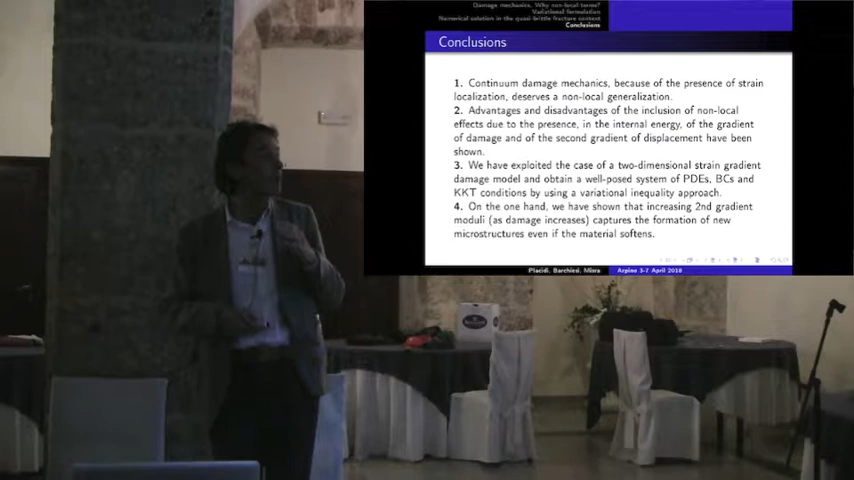 Damage mechanics, Why non-local terms?
Variational formulation
Numerical solution in the quasi-brittle fracture context
Conclusions
Conclusions
1. Continuum damage mechanics, because of the presence of strain
localization, deserves a non-local generalization.
2. Advantages and disadvantages of the inclusion of non-local
effects due to the presence, in the internal energy, of the gradient
of damage and of the second gradient of displacement have been
shown.
3. We have exploited the case of a two-dimensional strain gradient
damage model and obtain a well-posed system of PDEs, BCs and
KKT conditions by using a variational inequality approach.
4. On the one hand, we have shown that increasing 2nd gradient
moduli (as damage increases) captures the formation of new
microstructures even if the material softens.
Placidi, Barchiesi, Misra
Arpino 3-7 April 2018